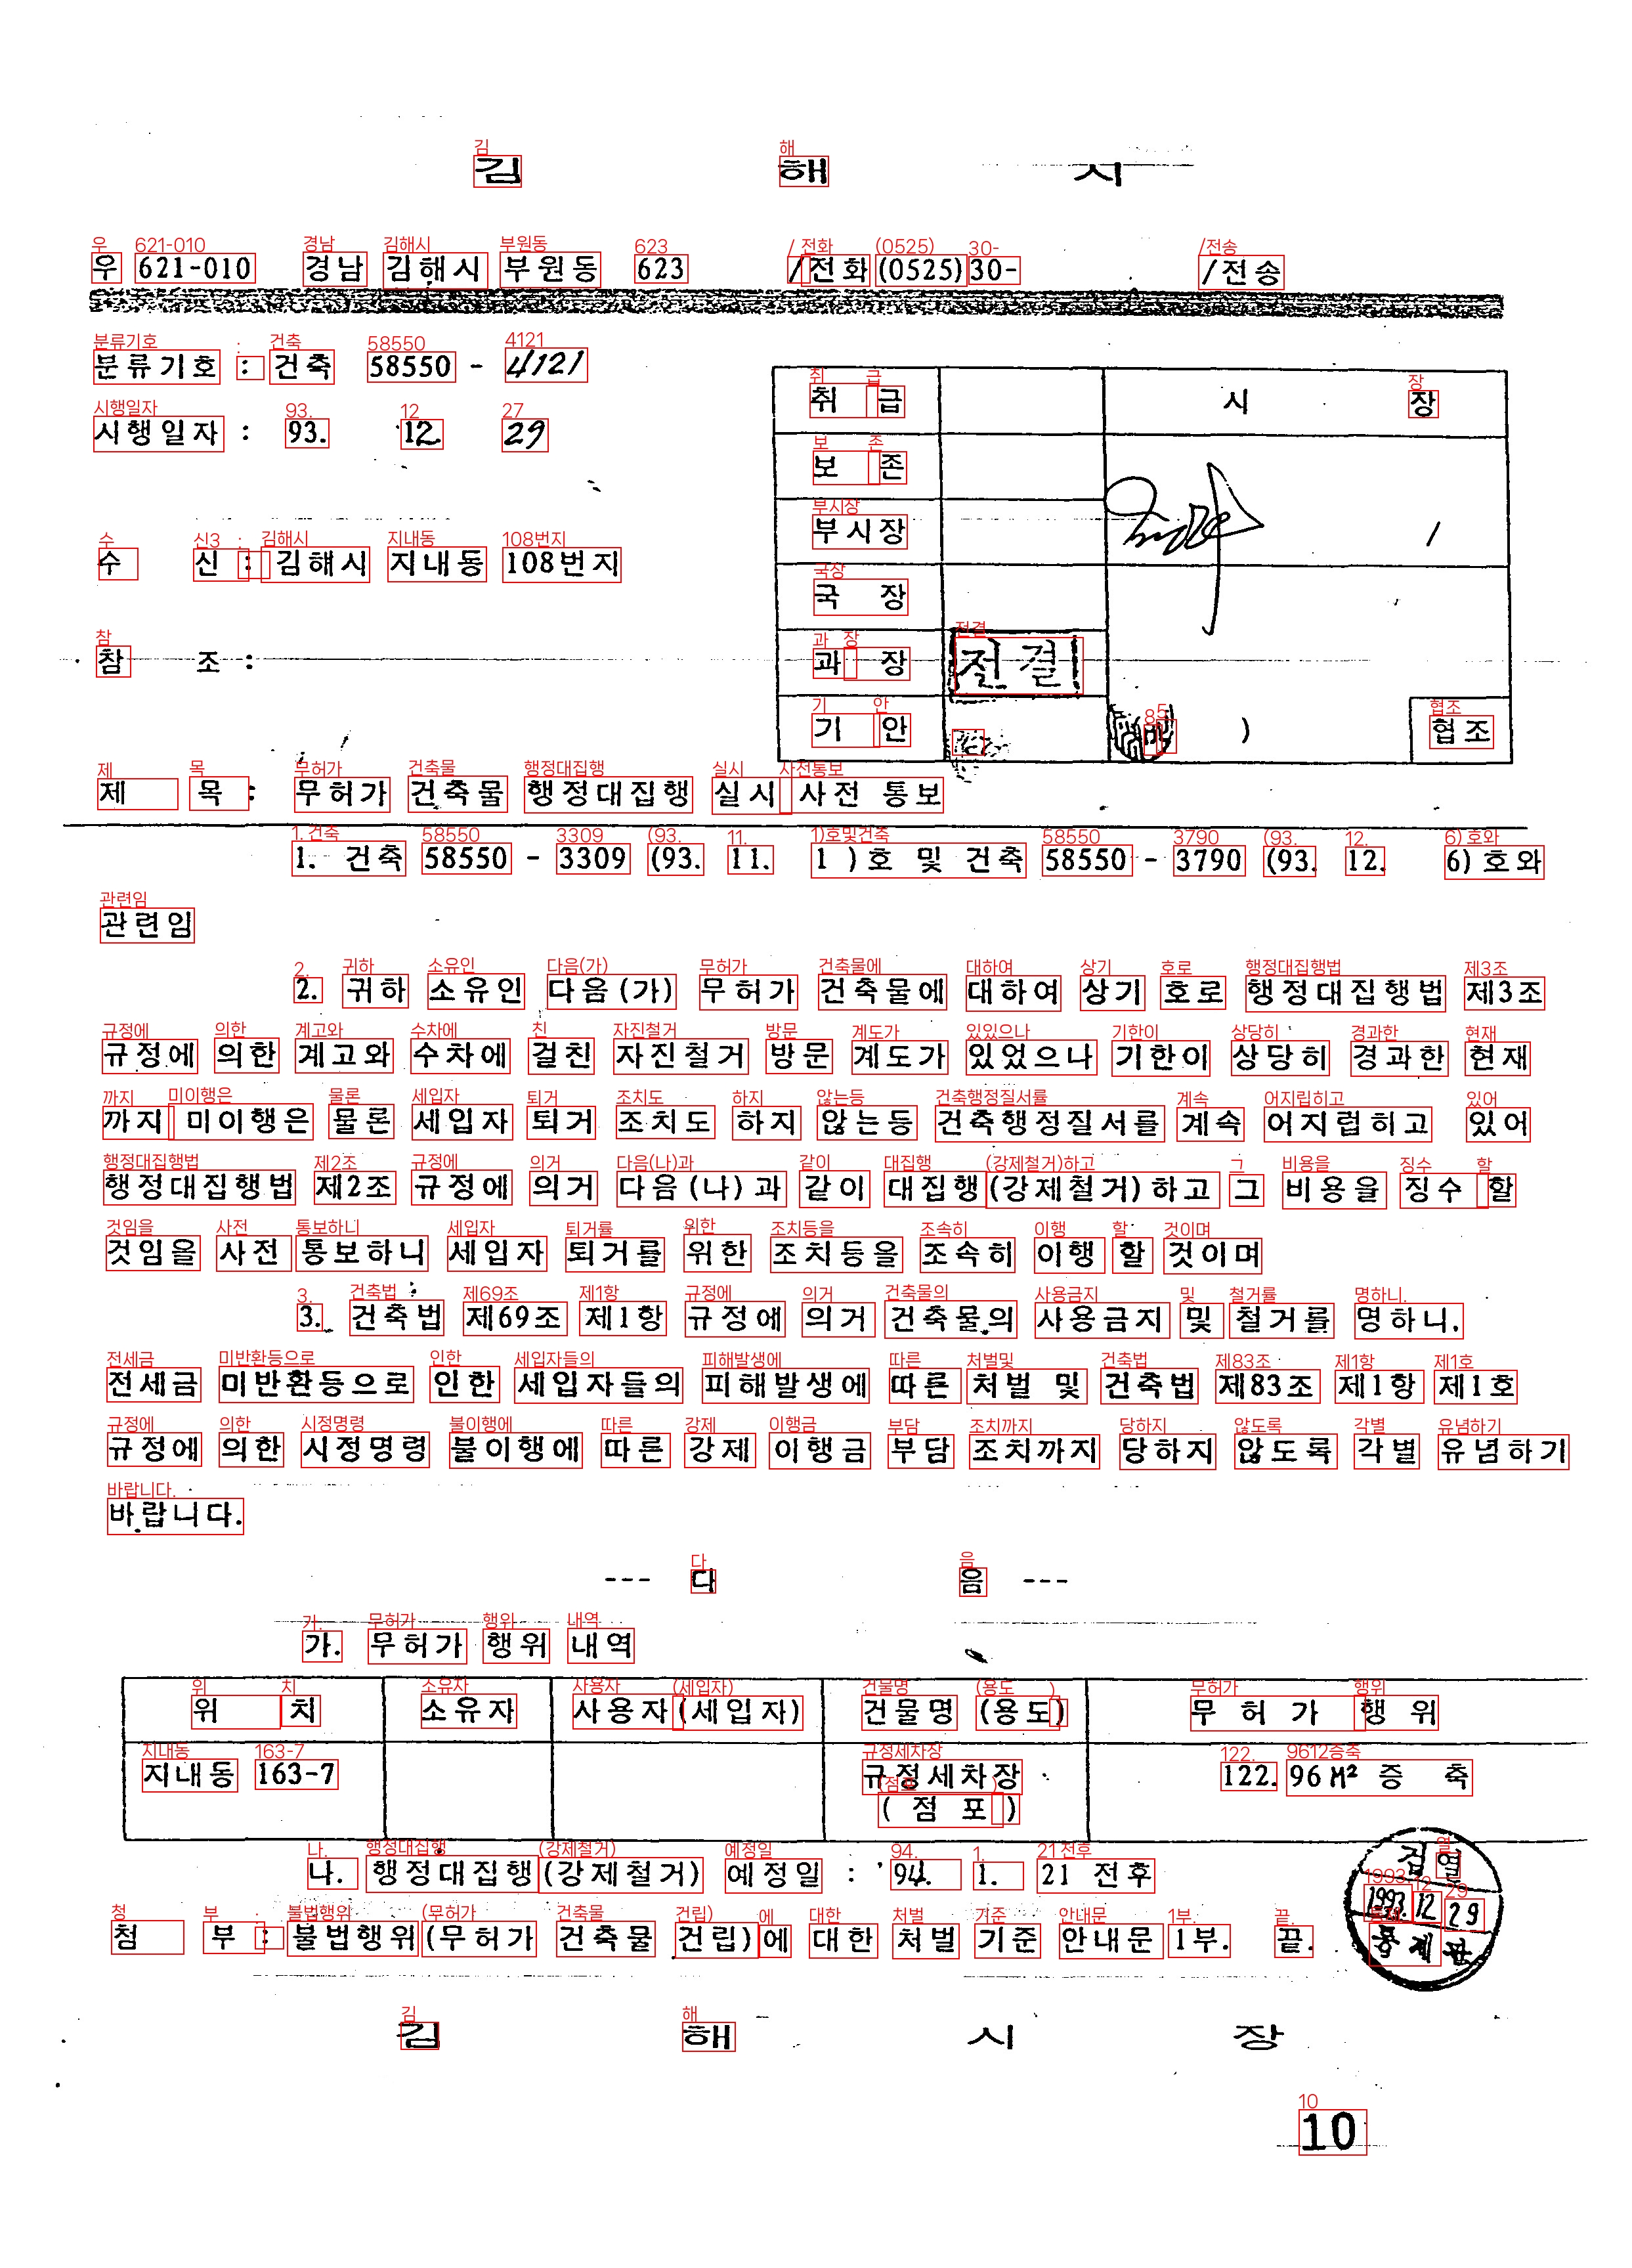 김 해 시
우 621-010 경남 김해시 부원동 623 /전화(0525)30- /전송
분류기호 : 건축 58550 - 4121
시행일자 : 93. 12 29
수 신 : 김해시 지내동 108번지
참 조 :
취 급 시 장
보 존
부시장
국 장
과 장 전결
기 안 협조
제 목 : 무허가 건축물 행정대집행 실시 사전 통보
1. 건축 58550 - 3309 (93. 11. 1)호 및 건축 58550 - 3790 (93. 12. 6)호와
관련임
2. 귀하 소유인 다음(가) 무허가 건축물에 대하여 상기 호로 행정대집행법 제3조
규정에 의한 계고와 수차에 걸친 자진철거 방문 계도가 있었으나 기한이 상당히 경과한 현재
까지 미이행은 물론 세입자 퇴거 조치도 하지 않는등 건축행정질서를 계속 어지럽히고 있어
행정대집행법 제2조 규정에 의거 다음(나)과 같이 대집행(강제철거)하고 그 비용을 징수 할
것임을 사전 통보하니 세입자 퇴거를 위한 조치등을 조속히 이행 할 것이며
3. 건축법 제69조 제1항 규정에 의거 건축물의 사용금지 및 철거를 명하니.
전세금 미반환등으로 인한 세입자들의 피해발생에 따른 처벌 및 건축법 제83조 제1항 제1호
규정에 의한 시정명령 불이행에 따른 강제 이행금 부담 조치까지 당하지 않도록 각별 유념하기
바랍니다.
--- 다 음 ---
가. 무허가 행위 내역
위 치 소유자 사용자(세입자) 건물명 (용도) 무 허 가 행 위
지내동 163-7 규정세차장 122. 96M² 증 축
( 점 포 )
나. 행정대집행(강제철거) 예정일 : '94. 1. 21 전후
첨 부 : 불법행위(무허가 건축물 건립)에 대한 처벌 기준 안내문 1부. 끝.
검열
1993. 12 29
통제관
김 해 시 장
10